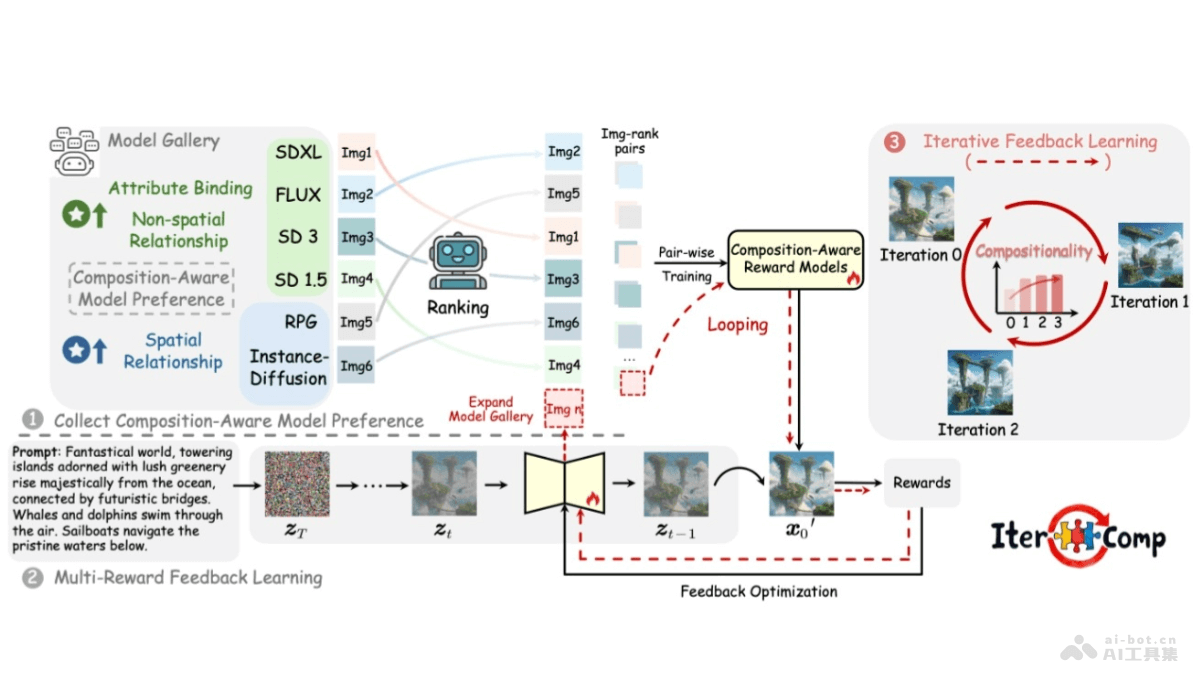 Model Gallery
Attribute Binding
Non-spatial
Relationship
Composition-Aware
Model Preference
Spatial
Relationship
SDXL
FLUX
SD 3
SD 1.5
RPG
Instance-
Diffusion
Img1
Img2
Img3
Img4
Img5
Img6
Ranking
Img2
Img5
Img1
Img3
Img6
Img4
Img n
Expand
Model Gallery
Img-rank
pairs
...
Pair-wise
Training
Composition-Aware
Reward Models
Looping
3 Iterative Feedback Learning
( )
Iteration 0
Compositionality
0 1 2 3
Iteration 1
Iteration 2
1 Collect Composition-Aware Model Preference
Prompt: Fantastical world, towering
islands adorned with lush greenery
rise majestically from the ocean,
connected by futuristic bridges.
Whales and dolphins swim through
the air. Sailboats navigate the
pristine waters below.
z_T
z_t
z_{t-1}
x_0'
Rewards
2 Multi-Reward Feedback Learning
Feedback Optimization
IterComp
ai-bot.cn
AI工具集